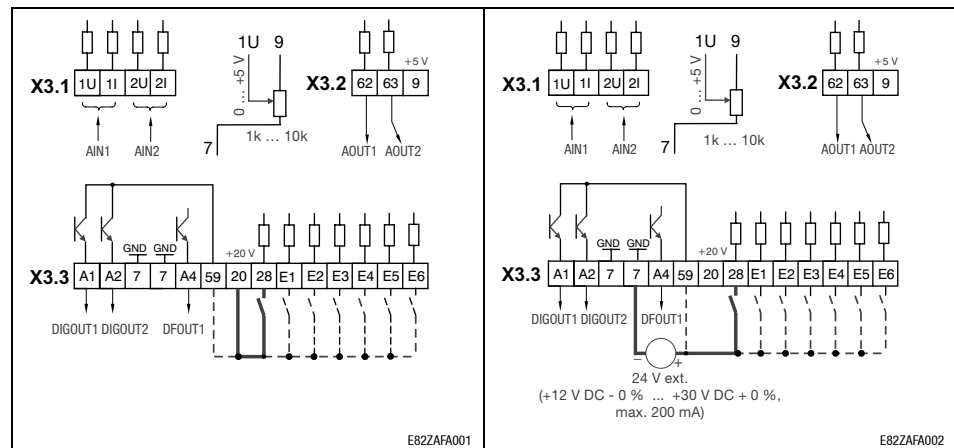 1U 9
X3.1 1U 1I 2U 2I
0 ... +5 V
1k ... 10k
7
AIN1 AIN2
+5 V
X3.2 62 63 9
AOUT1 AOUT2
GND GND
+20 V
X3.3 A1 A2 7 7 A4 59 20 28 E1 E2 E3 E4 E5 E6
DIGOUT1 DIGOUT2 DFOUT1
E82ZAFA001
1U 9
X3.1 1U 1I 2U 2I
0 ... +5 V
1k ... 10k
7
AIN1 AIN2
+5 V
X3.2 62 63 9
AOUT1 AOUT2
GND GND
+20 V
X3.3 A1 A2 7 7 A4 59 20 28 E1 E2 E3 E4 E5 E6
DIGOUT1 DIGOUT2 DFOUT1
– +
24 V ext.
(+12 V DC - 0 % ... +30 V DC + 0 %,
max. 200 mA)
E82ZAFA002